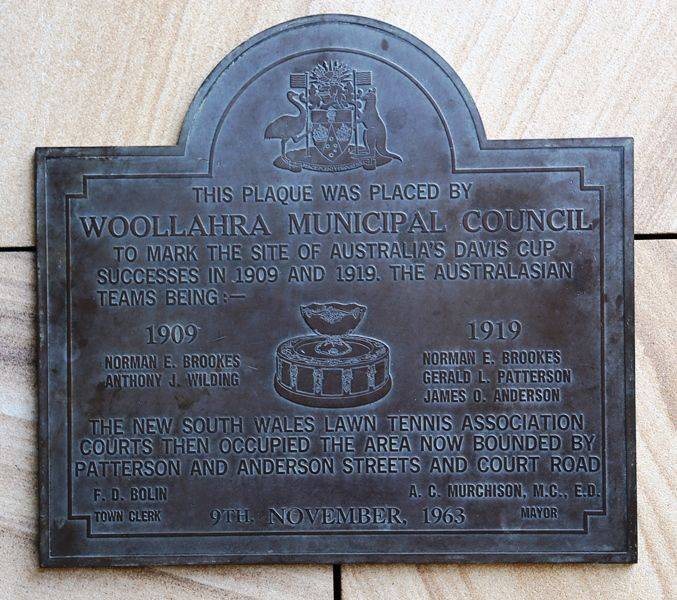 THIS PLAQUE WAS PLACED BY
WOOLLAHRA MUNICIPAL COUNCIL
TO MARK THE SITE OF AUSTRALIA'S DAVIS CUP
SUCCESSES IN 1909 AND 1919. THE AUSTRALASIAN
TEAMS BEING:—
1909
NORMAN E. BROOKES
ANTHONY J. WILDING
1919
NORMAN E. BROOKES
GERALD L. PATTERSON
JAMES O. ANDERSON
THE NEW SOUTH WALES LAWN TENNIS ASSOCIATION
COURTS THEN OCCUPIED THE AREA NOW BOUNDED BY
PATTERSON AND ANDERSON STREETS AND COURT ROAD
F. D. BOLIN
TOWN CLERK
A. C. MURCHISON, M.C., E.D.
MAYOR
9TH. NOVEMBER, 1963